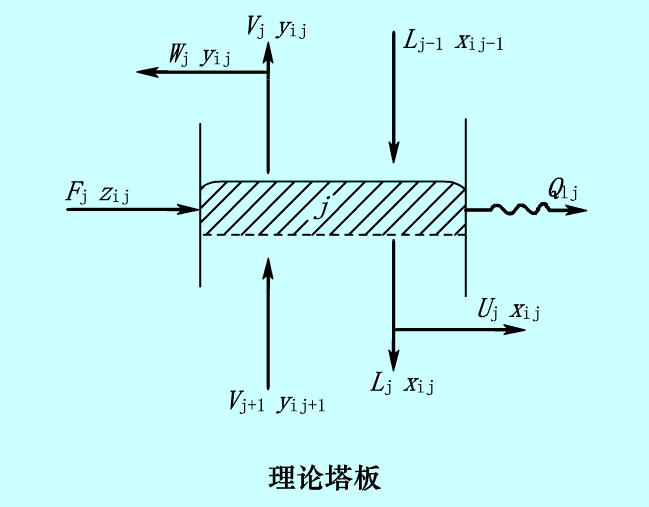 Vj yij
Wj yij
Lj-1 xij-1
Fj zij
j
Q1j
Uj xij
Lj xij
Vj+1 yij+1
理论塔板